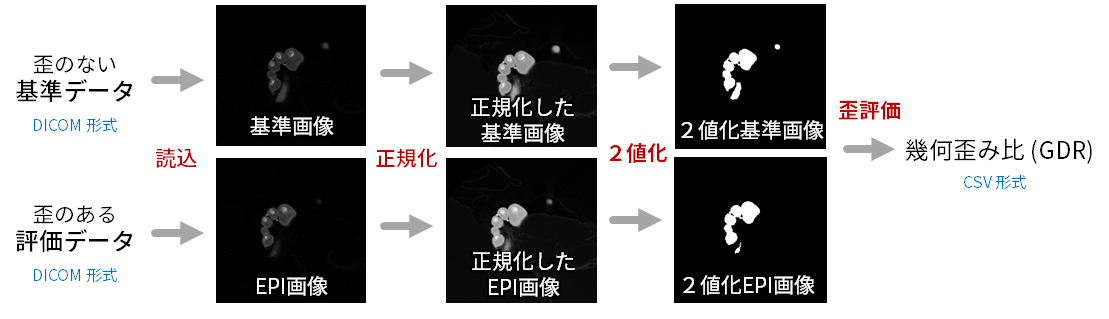 歪のない
基準データ
DICOM 形式
基準画像
正規化した
基準画像
２値化基準画像
読込
正規化
２値化
歪評価
幾何歪み比 (GDR)
CSV 形式
歪のある
評価データ
DICOM 形式
EPI画像
正規化した
EPI画像
２値化EPI画像